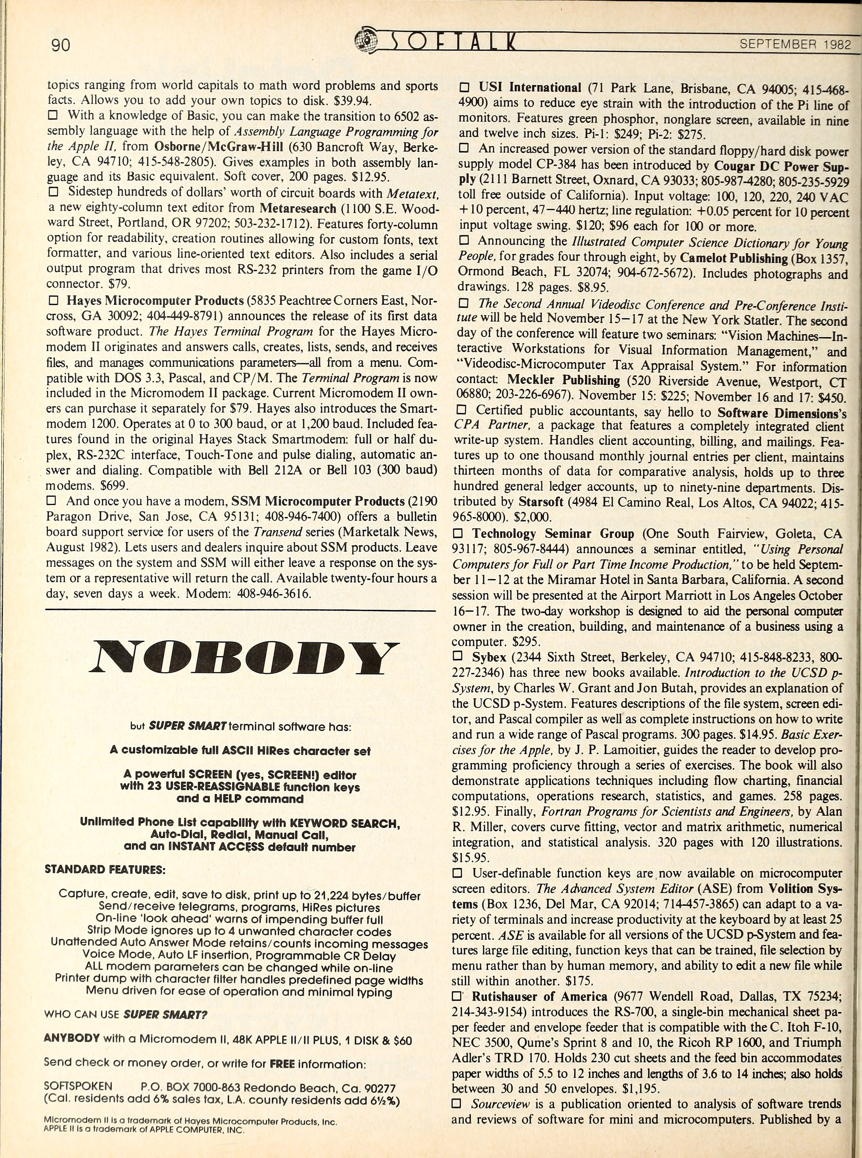 90
SOFTALK
SEPTEMBER 1982
topics ranging from world capitals to math word problems and sports
facts. Allows you to add your own topics to disk. $39.94.
☐ With a knowledge of Basic, you can make the transition to 6502 as-
sembly language with the help of Assembly Language Programming for
the Apple II, from Osborne/McGraw-Hill (630 Bancroft Way, Berke-
ley, CA 94710; 415-548-2805). Gives examples in both assembly lan-
guage and its Basic equivalent. Soft cover, 200 pages. $12.95.
☐ Sidestep hundreds of dollars' worth of circuit boards with Metatext,
a new eighty-column text editor from Metaresearch (1100 S.E. Wood-
ward Street, Portland, OR 97202; 503-232-1712). Features forty-column
option for readability, creation routines allowing for custom fonts, text
formatter, and various line-oriented text editors. Also includes a serial
output program that drives most RS-232 printers from the game I/O
connector. $79.
☐ Hayes Microcomputer Products (5835 Peachtree Corners East, Nor-
cross, GA 30092; 404-449-8791) announces the release of its first data
software product. The Hayes Terminal Program for the Hayes Micro-
modem II originates and answers calls, creates, lists, sends, and receives
files, and manages communications parameters—all from a menu. Com-
patible with DOS 3.3, Pascal, and CP/M. The Terminal Program is now
included in the Micromodem II package. Current Micromodem II own-
ers can purchase it separately for $79. Hayes also introduces the Smart-
modem 1200. Operates at 0 to 300 baud, or at 1,200 baud. Included fea-
tures found in the original Hayes Stack Smartmodem: full or half du-
plex, RS-232C interface, Touch-Tone and pulse dialing, automatic an-
swer and dialing. Compatible with Bell 212A or Bell 103 (300 baud)
modems. $699.
☐ And once you have a modem, SSM Microcomputer Products (2190
Paragon Drive, San Jose, CA 95131; 408-946-7400) offers a bulletin
board support service for users of the Transend series (Marketalk News,
August 1982). Lets users and dealers inquire about SSM products. Leave
messages on the system and SSM will either leave a response on the sys-
tem or a representative will return the call. Available twenty-four hours a
day, seven days a week. Modem: 408-946-3616.
NOBODY
but SUPER SMART terminal software has:
A customizable full ASCII HiRes character set
A powerful SCREEN (yes, SCREEN!) editor
with 23 USER-REASSIGNABLE function keys
and a HELP command
Unlimited Phone List capability with KEYWORD SEARCH,
Auto-Dial, Redial, Manual Call,
and an INSTANT ACCESS default number
STANDARD FEATURES:
Capture, create, edit, save to disk, print up to 21,224 bytes/buffer
Send/receive telegrams, programs, HiRes pictures
On-line 'look ahead' warns of impending buffer full
Strip Mode ignores up to 4 unwanted character codes
Unattended Auto Answer Mode retains/counts incoming messages
Voice Mode, Auto LF insertion, Programmable CR Delay
ALL modem parameters can be changed while on-line
Printer dump with character filter handles predefined page widths
Menu driven for ease of operation and minimal typing
WHO CAN USE SUPER SMART?
ANYBODY with a Micromodem II, 48K APPLE II/II PLUS, 1 DISK & $60
Send check or money order, or write for FREE information:
SOFTSPOKEN P.O. BOX 7000-863 Redondo Beach, Ca. 90277
(Cal. residents add 6% sales tax, L.A. county residents add 6½%)
Micromodem II is a trademark of Hayes Microcomputer Products, Inc.
APPLE II is a trademark of APPLE COMPUTER, INC.
☐ USI International (71 Park Lane, Brisbane, CA 94005; 415-468-
4900) aims to reduce eye strain with the introduction of the Pi line of
monitors. Features green phosphor, nonglare screen, available in nine
and twelve inch sizes. Pi-1: $249; Pi-2: $275.
☐ An increased power version of the standard floppy/hard disk power
supply model CP-384 has been introduced by Cougar DC Power Sup-
ply (2111 Barnett Street, Oxnard, CA 93033; 805-987-4280; 805-235-5929
toll free outside of California). Input voltage: 100, 120, 220, 240 VAC
+10 percent, 47—440 hertz; line regulation: +0.05 percent for 10 percent
input voltage swing. $120; $96 each for 100 or more.
☐ Announcing the Illustrated Computer Science Dictionary for Young
People, for grades four through eight, by Camelot Publishing (Box 1357,
Ormond Beach, FL 32074; 904-672-5672). Includes photographs and
drawings. 128 pages. $8.95.
☐ The Second Annual Videodisc Conference and Pre-Conference Insti-
tute will be held November 15—17 at the New York Statler. The second
day of the conference will feature two seminars: "Vision Machines—In-
teractive Workstations for Visual Information Management," and
"Videodisc-Microcomputer Tax Appraisal System." For information
contact: Meckler Publishing (520 Riverside Avenue, Westport, CT
06880; 203-226-6967). November 15: $225; November 16 and 17: $450.
☐ Certified public accountants, say hello to Software Dimensions's
CPA Partner, a package that features a completely integrated client
write-up system. Handles client accounting, billing, and mailings. Fea-
tures up to one thousand monthly journal entries per client, maintains
thirteen months of data for comparative analysis, holds up to three
hundred general ledger accounts, up to ninety-nine departments. Dis-
tributed by Starsoft (4984 El Camino Real, Los Altos, CA 94022; 415-
965-8000). $2,000.
☐ Technology Seminar Group (One South Fairview, Goleta, CA
93117; 805-967-8444) announces a seminar entitled, "Using Personal
Computers for Full or Part Time Income Production," to be held Septem-
ber 11—12 at the Miramar Hotel in Santa Barbara, California. A second
session will be presented at the Airport Marriott in Los Angeles October
16—17. The two-day workshop is designed to aid the personal computer
owner in the creation, building, and maintenance of a business using a
computer. $295.
☐ Sybex (2344 Sixth Street, Berkeley, CA 94710; 415-848-8233, 800-
227-2346) has three new books available. Introduction to the UCSD p-
System, by Charles W. Grant and Jon Butah, provides an explanation of
the UCSD p-System. Features descriptions of the file system, screen edi-
tor, and Pascal compiler as well as complete instructions on how to write
and run a wide range of Pascal programs. 300 pages. $14.95. Basic Exer-
cises for the Apple, by J. P. Lamoitier, guides the reader to develop pro-
gramming proficiency through a series of exercises. The book will also
demonstrate applications techniques including flow charting, financial
computations, operations research, statistics, and games. 258 pages.
$12.95. Finally, Fortran Programs for Scientists and Engineers, by Alan
R. Miller, covers curve fitting, vector and matrix arithmetic, numerical
integration, and statistical analysis. 320 pages with 120 illustrations.
$15.95.
☐ User-definable function keys are now available on microcomputer
screen editors. The Advanced System Editor (ASE) from Volition Sys-
tems (Box 1236, Del Mar, CA 92014; 714-457-3865) can adapt to a va-
riety of terminals and increase productivity at the keyboard by at least 25
percent. ASE is available for all versions of the UCSD p-System and fea-
tures large file editing, function keys that can be trained, file selection by
menu rather than by human memory, and ability to edit a new file while
still within another. $175.
☐ Rutishauser of America (9677 Wendell Road, Dallas, TX 75234;
214-343-9154) introduces the RS-700, a single-bin mechanical sheet pa-
per feeder and envelope feeder that is compatible with the C. Itoh F-10,
NEC 3500, Qume's Sprint 8 and 10, the Ricoh RP 1600, and Triumph
Adler's TRD 170. Holds 230 cut sheets and the feed bin accommodates
paper widths of 5.5 to 12 inches and lengths of 3.6 to 14 inches; also holds
between 30 and 50 envelopes. $1,195.
☐ Sourceview is a publication oriented to analysis of software trends
and reviews of software for mini and microcomputers. Published by a